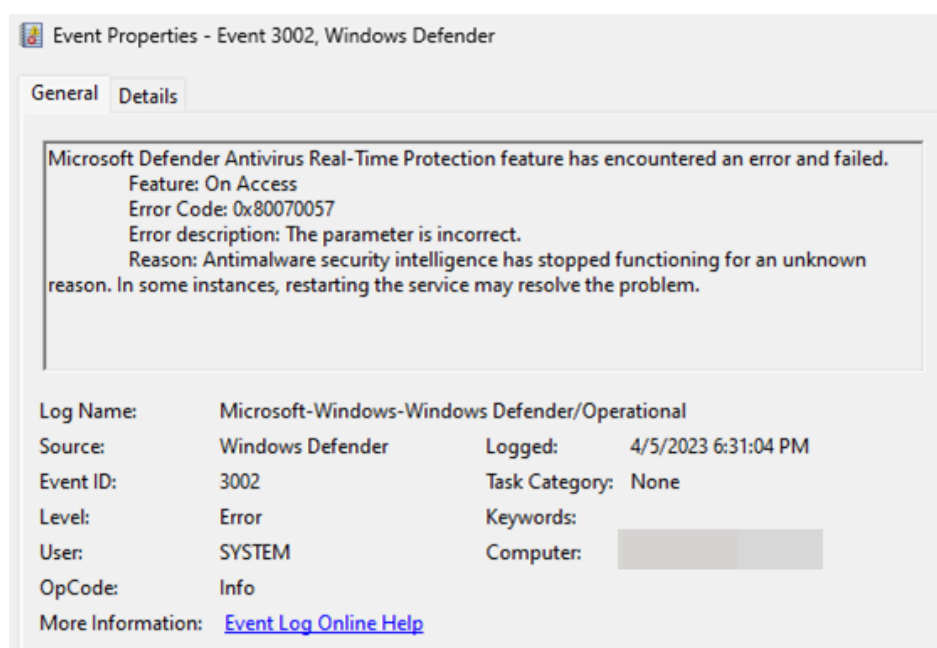 Event Properties - Event 3002, Windows Defender
General Details
Microsoft Defender Antivirus Real-Time Protection feature has encountered an error and failed.
Feature: On Access
Error Code: 0x80070057
Error description: The parameter is incorrect.
Reason: Antimalware security intelligence has stopped functioning for an unknown
reason. In some instances, restarting the service may resolve the problem.
Log Name: Microsoft-Windows-Windows Defender/Operational
Source: Windows Defender Logged: 4/5/2023 6:31:04 PM
Event ID: 3002 Task Category: None
Level: Error Keywords:
User: SYSTEM Computer:
OpCode: Info
More Information: Event Log Online Help